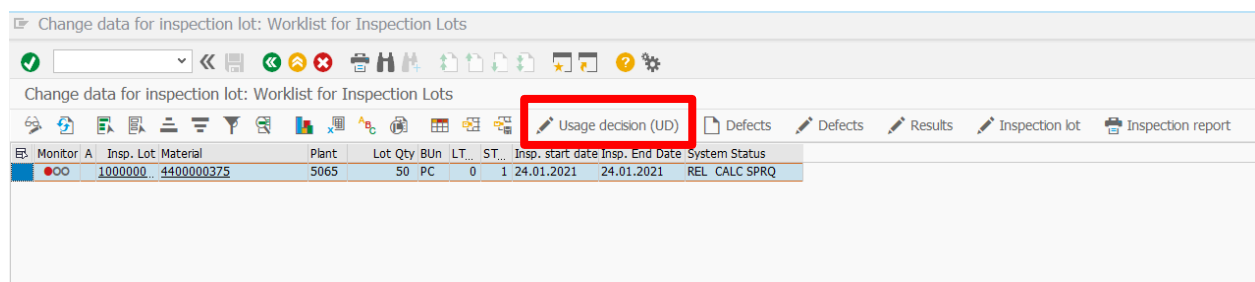 Change data for inspection lot: Worklist for Inspection Lots
Change data for inspection lot: Worklist for Inspection Lots
Usage decision (UD) Defects Defects Results Inspection lot Inspection report
Monitor A Insp. Lot Material Plant Lot Qty BUn LT... ST... Insp. start date Insp. End Date System Status
1000000... 4400000375 5065 50 PC 0 1 24.01.2021 24.01.2021 REL CALC SPRQ